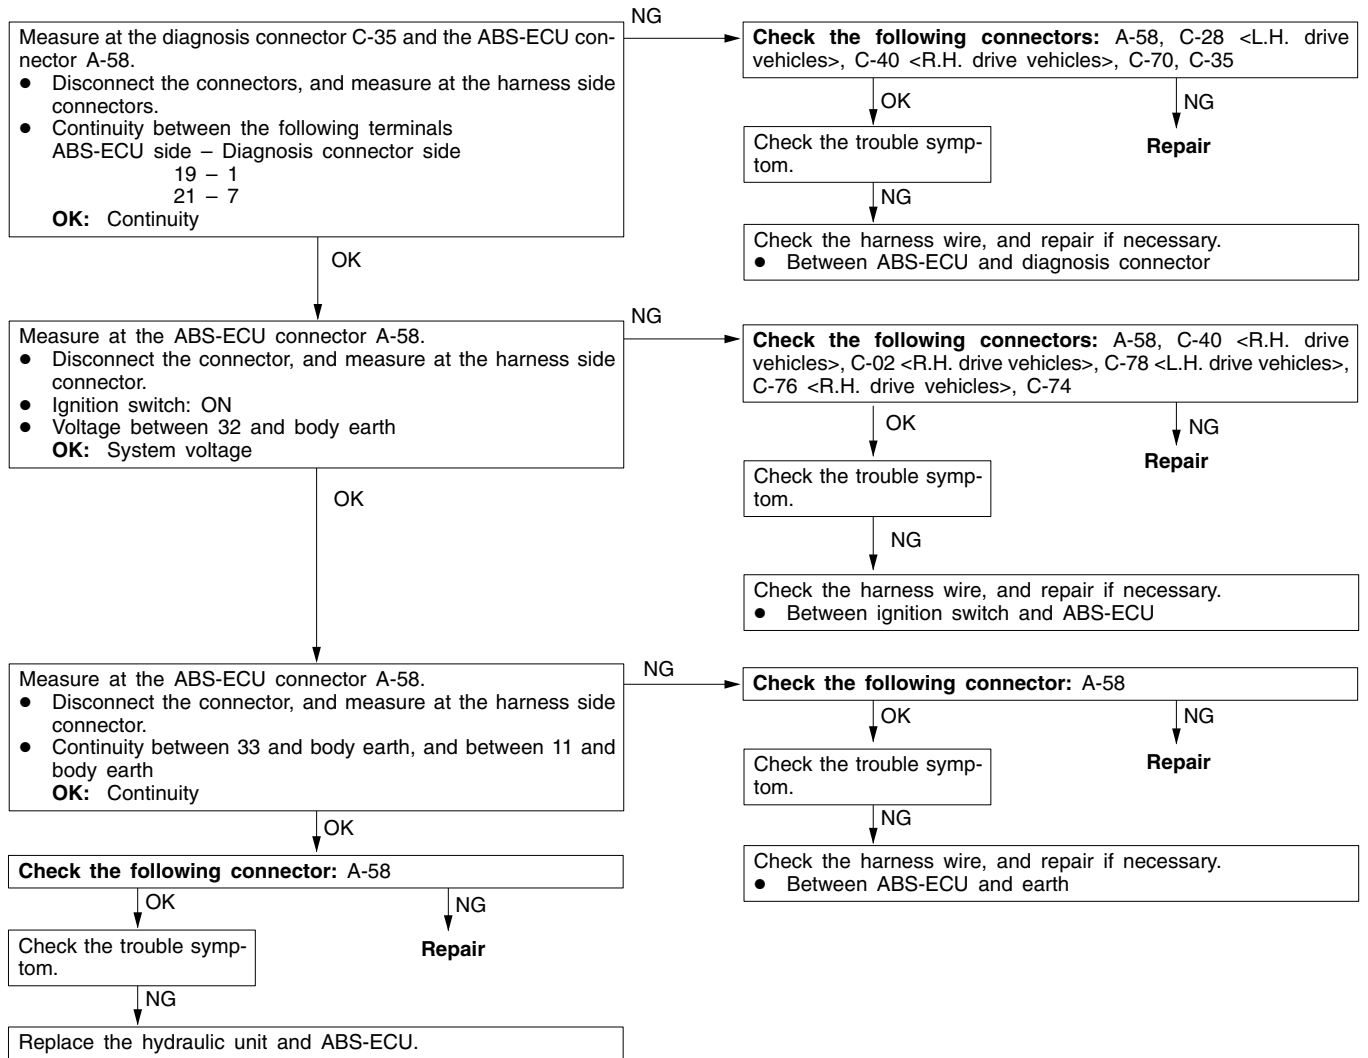 Measure at the diagnosis connector C-35 and the ABS-ECU con-
nector A-58.
● Disconnect the connectors, and measure at the harness side
connectors.
● Continuity between the following terminals
ABS-ECU side – Diagnosis connector side
19 – 1
21 – 7
OK: Continuity
NG
Check the following connectors: A-58, C-28 <L.H. drive
vehicles>, C-40 <R.H. drive vehicles>, C-70, C-35
OK
NG
Check the trouble symp-
tom.
Repair
NG
Check the harness wire, and repair if necessary.
● Between ABS-ECU and diagnosis connector
OK
Measure at the ABS-ECU connector A-58.
● Disconnect the connector, and measure at the harness side
connector.
● Ignition switch: ON
● Voltage between 32 and body earth
OK: System voltage
NG
Check the following connectors: A-58, C-40 <R.H. drive
vehicles>, C-02 <R.H. drive vehicles>, C-78 <L.H. drive vehicles>,
C-76 <R.H. drive vehicles>, C-74
OK
NG
Check the trouble symp-
tom.
Repair
NG
Check the harness wire, and repair if necessary.
● Between ignition switch and ABS-ECU
OK
Measure at the ABS-ECU connector A-58.
● Disconnect the connector, and measure at the harness side
connector.
● Continuity between 33 and body earth, and between 11 and
body earth
OK: Continuity
NG
Check the following connector: A-58
OK
NG
Check the trouble symp-
tom.
Repair
NG
Check the harness wire, and repair if necessary.
● Between ABS-ECU and earth
OK
Check the following connector: A-58
OK
NG
Check the trouble symp-
tom.
Repair
NG
Replace the hydraulic unit and ABS-ECU.